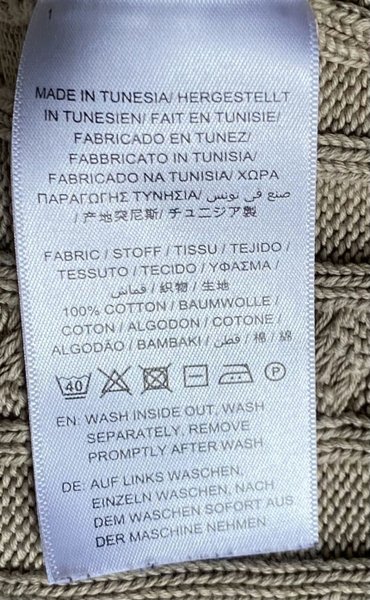 1
MADE IN TUNESIA/ HERGESTELLT
IN TUNESIEN/ FAIT EN TUNISIE/
FABRICADO EN TUNEZ/
FABBRICATO IN TUNISIA/
FABRICADO NA TUNISIA/ ΧΩΡΑ
ΠΑΡΑΓΩΓΗΣ ΤΥΝΗΣΙΑ/ صنع في تونس
/产地突尼斯/ チュニジア製
FABRIC / STOFF / TISSU / TEJIDO /
TESSUTO / TECIDO / ΥΦΑΣΜΑ /
قماش / 织物 / 生地
100% COTTON / BAUMWOLLE /
COTON / ALGODON / COTONE /
ALGODÃO / BAMBAKI / قطن / 棉 / 綿
40 P
EN: WASH INSIDE OUT, WASH
SEPARATELY, REMOVE
PROMPTLY AFTER WASH
DE: AUF LINKS WASCHEN,
EINZELN WASCHEN, NACH
DEM WASCHEN SOFORT AUS
DER MASCHINE NEHMEN